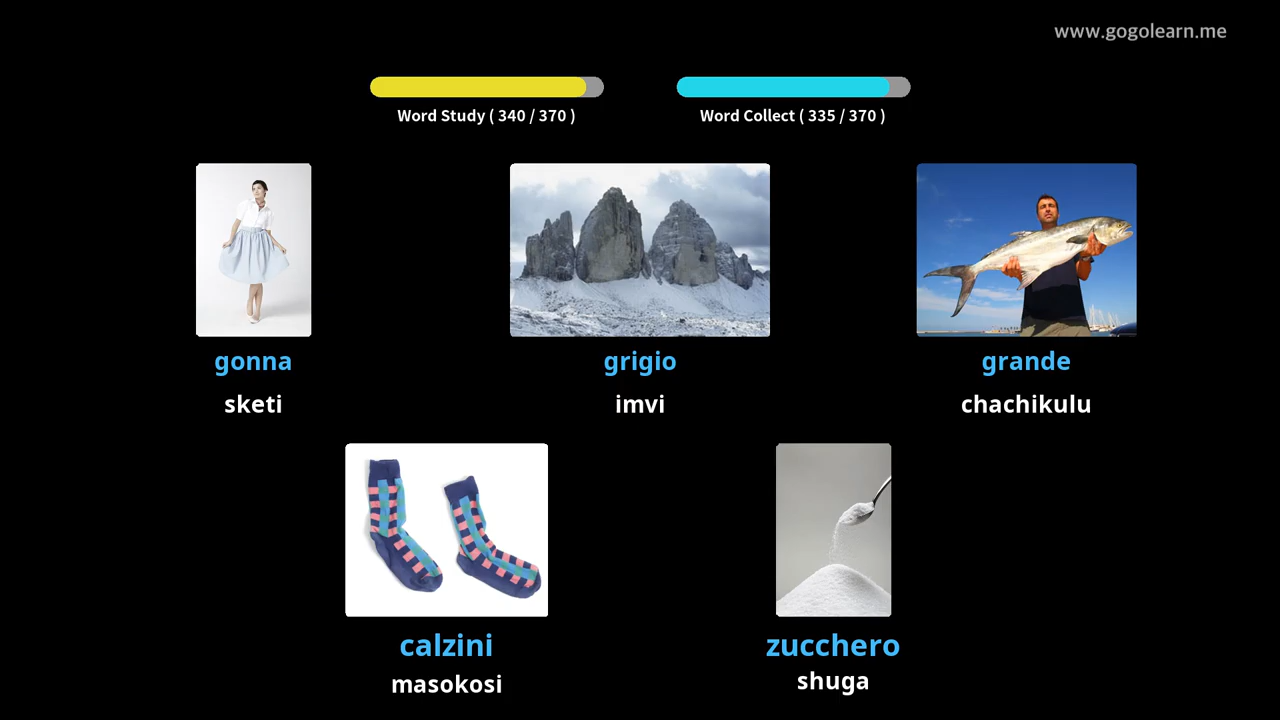 www.gogolearn.me
Word Study ( 340 / 370 )
Word Collect ( 335 / 370 )
gonna
sketi
grigio
imvi
grande
chachikulu
calzini
masokosi
zucchero
shuga